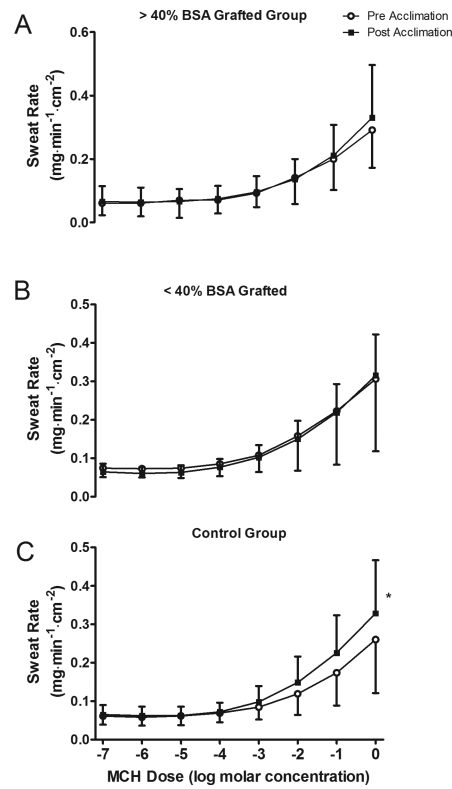 A
> 40% BSA Grafted Group
Pre Acclimation
Post Acclimation
Sweat Rate
(mg·min-1·cm-2)
0.6
0.4
0.2
0.0
B
< 40% BSA Grafted
Sweat Rate
(mg·min-1·cm-2)
0.5
0.4
0.3
0.2
0.1
0.0
C
Control Group
Sweat Rate
(mg·min-1·cm-2)
0.5
0.4
0.3
0.2
0.1
0.0
*
-7 -6 -5 -4 -3 -2 -1 0
MCH Dose (log molar concentration)